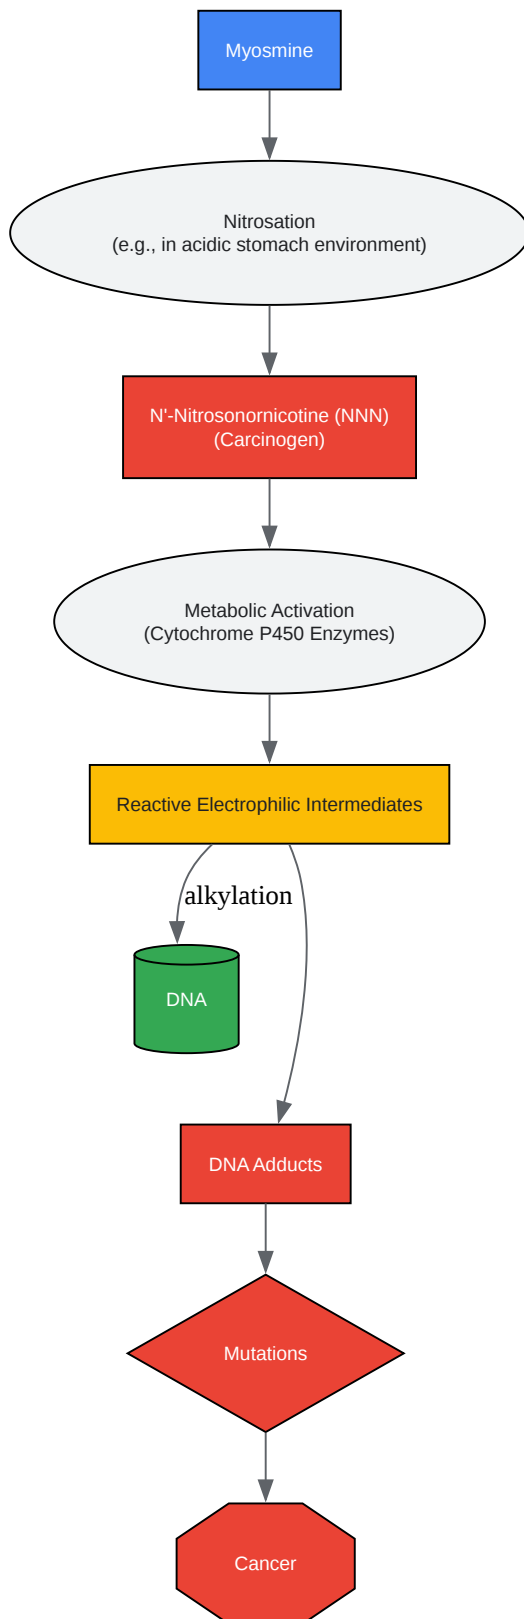 Myosmine
Nitrosation
(e.g., in acidic stomach environment)
N'-Nitrosonornicotine (NNN)
(Carcinogen)
Metabolic Activation
(Cytochrome P450 Enzymes)
Reactive Electrophilic Intermediates
alkylation
DNA
DNA Adducts
Mutations
Cancer